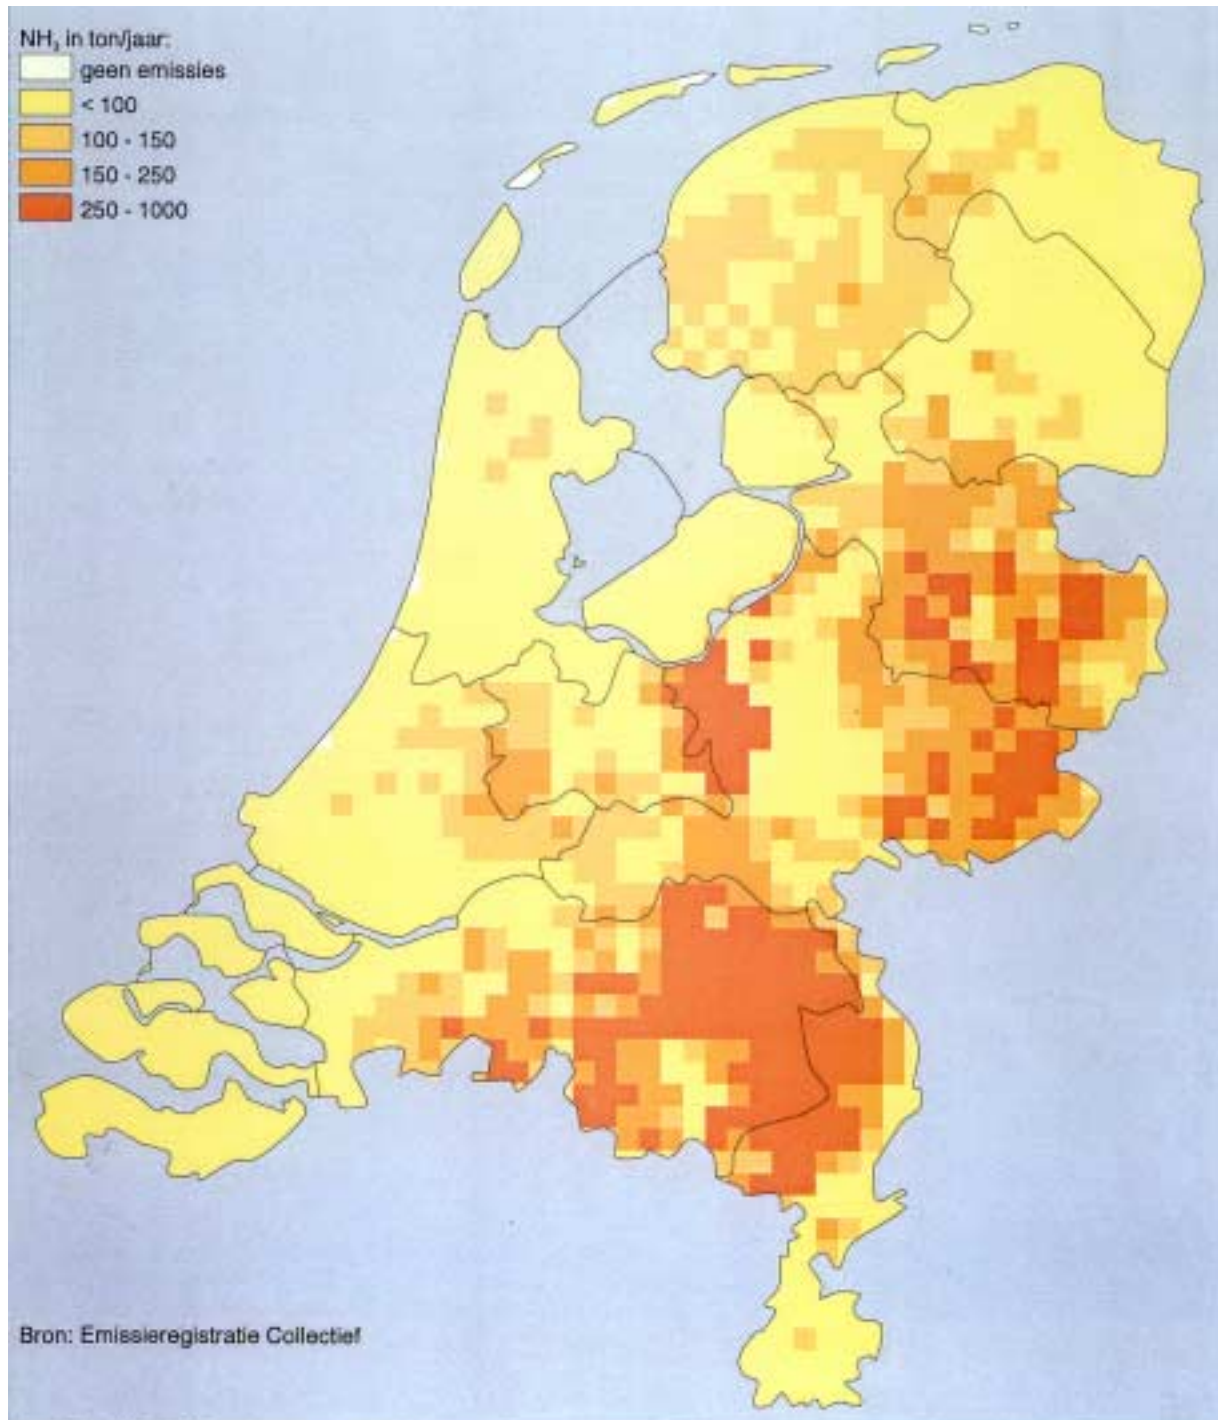 NH₃ in ton/jaar:
geen emissies
< 100
100 - 150
150 - 250
250 - 1000
Bron: Emissieregistratie Collectief